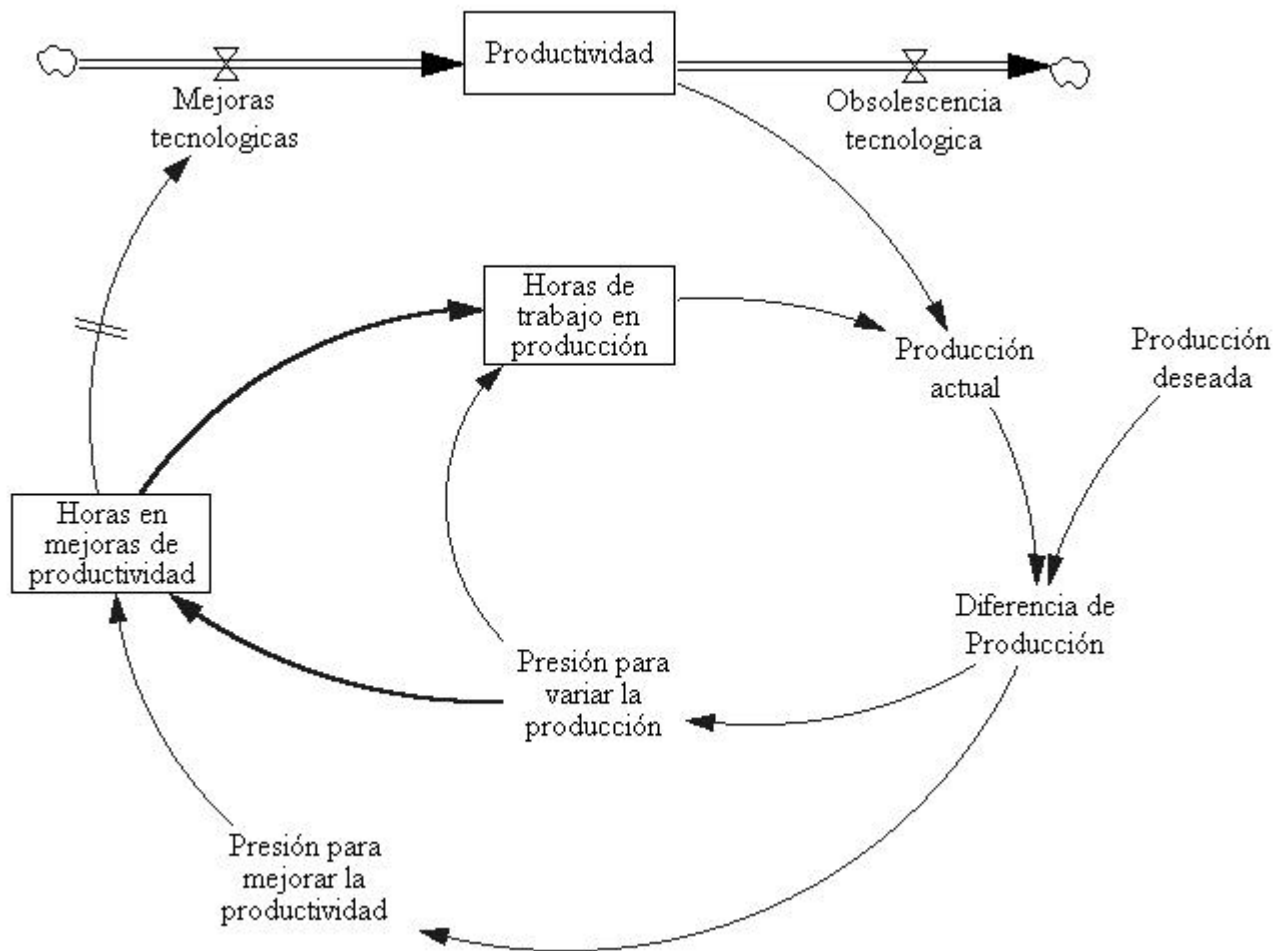 Productividad
Mejoras
tecnologicas
Obsolescencia
tecnologica
Horas de
trabajo en
producción
Producción
actual
Producción
deseada
Horas en
mejoras de
productividad
Diferencia de
Producción
Presión para
variar la
producción
Presión para
mejorar la
productividad